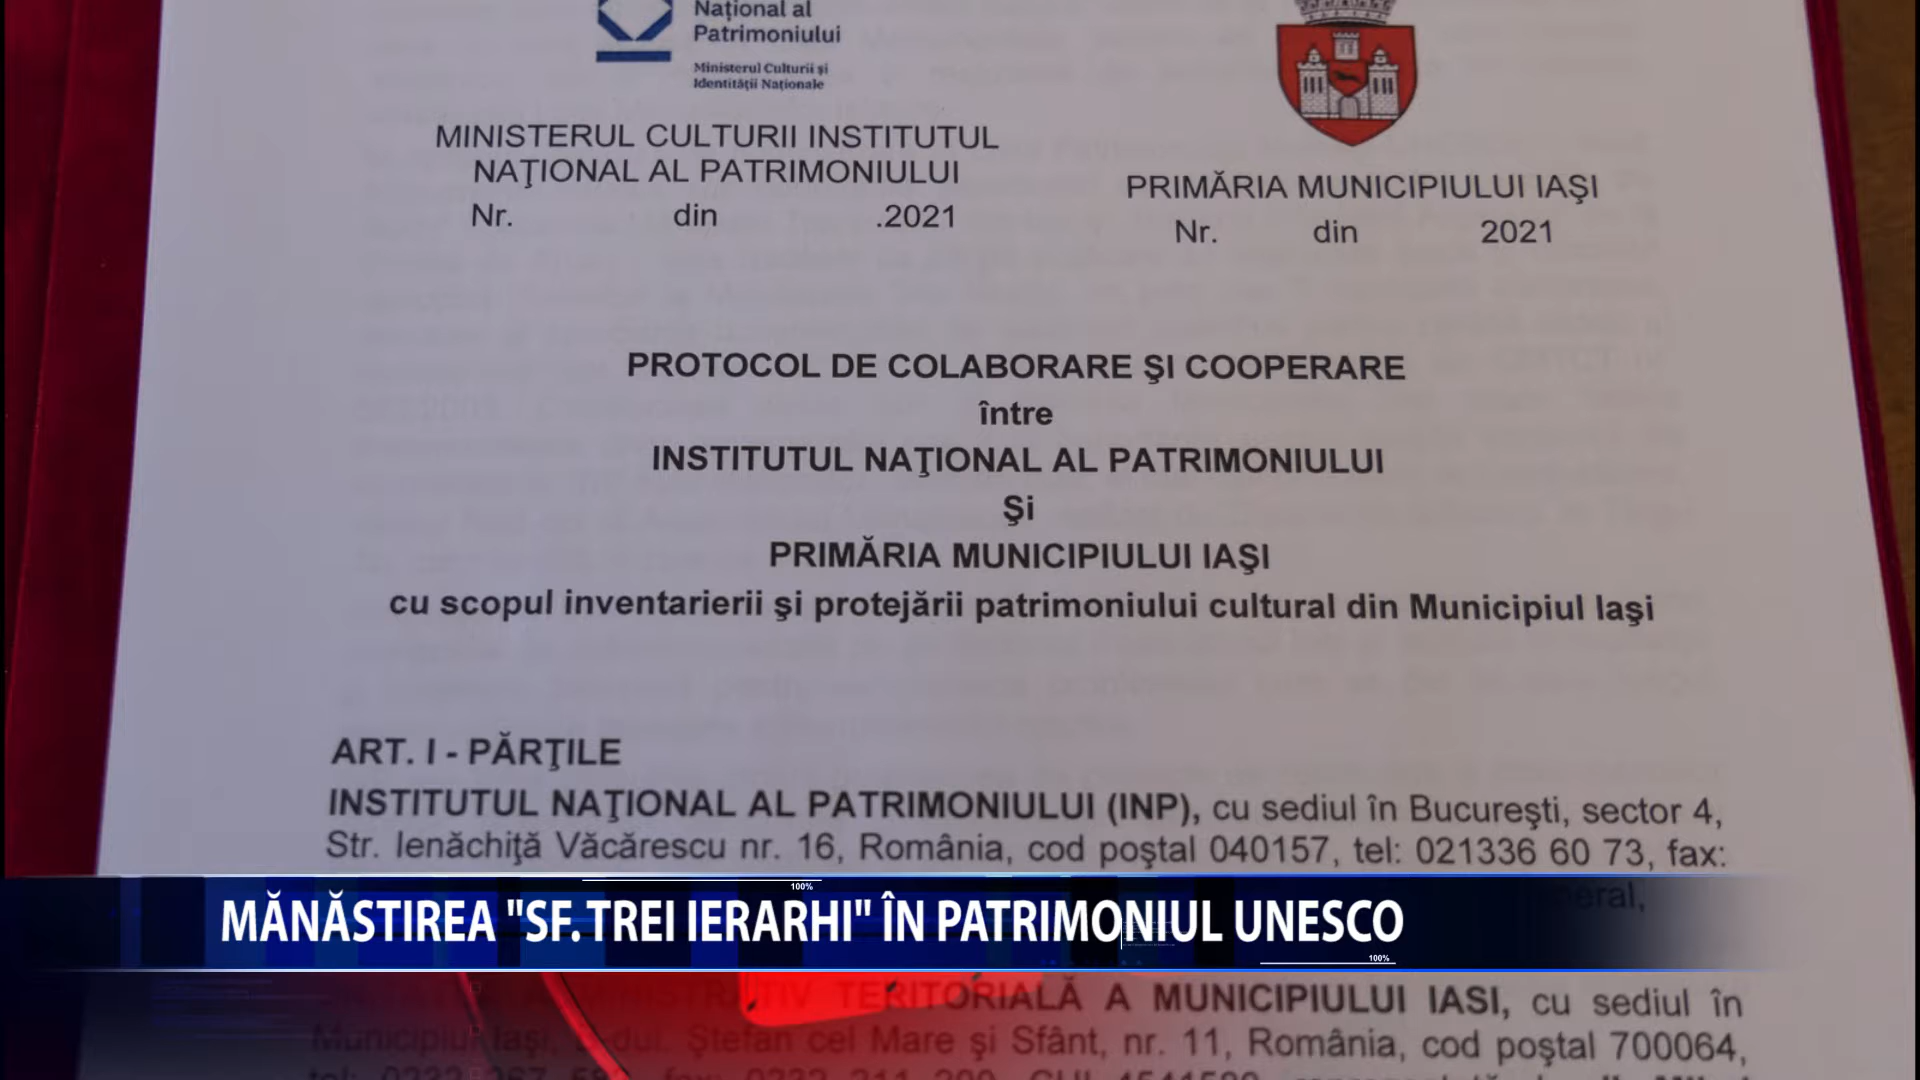 Național al
Patrimoniului
Ministerul Culturii și
Identității Naționale
MINISTERUL CULTURII INSTITUTUL
NAŢIONAL AL PATRIMONIULUI
Nr. din .2021
PRIMĂRIA MUNICIPIULUI IAŞI
Nr. din 2021
PROTOCOL DE COLABORARE ŞI COOPERARE
între
INSTITUTUL NAŢIONAL AL PATRIMONIULUI
Şi
PRIMĂRIA MUNICIPIULUI IAŞI
cu scopul inventarierii şi protejării patrimoniului cultural din Municipiul Iaşi
ART. I - PĂRŢILE
INSTITUTUL NAŢIONAL AL PATRIMONIULUI (INP), cu sediul în Bucureşti, sector 4,
Str. Ienăchiţă Văcărescu nr. 16, România, cod poştal 040157, tel: 021336 60 73, fax:
100%
MĂNĂSTIREA "SF. TREI IERARHI" ÎN PATRIMONIUL UNESCO
100%
TERITORIALĂ A MUNICIPIULUI IASI, cu sediul în
Municipiul Iaşi, Ştefan cel Mare şi Sfânt, nr. 11, România, cod poştal 700064,